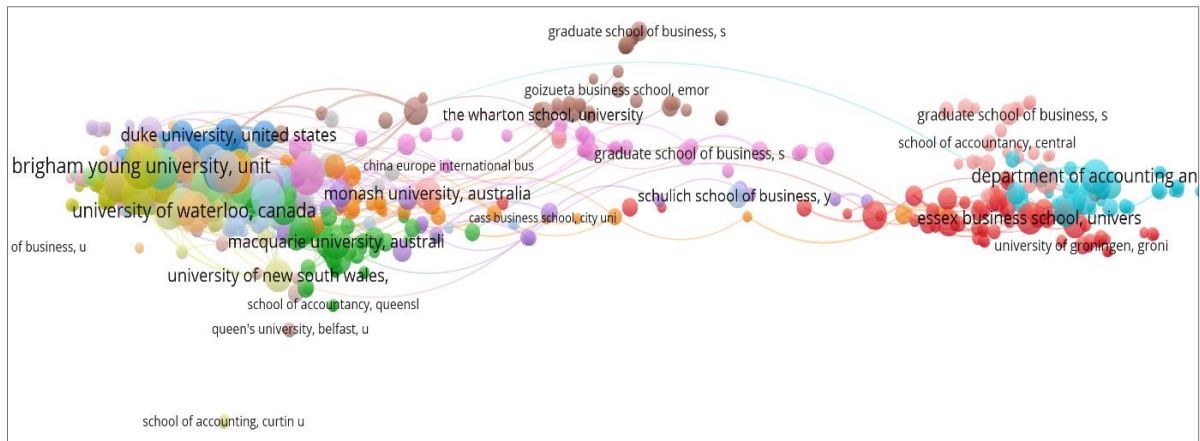 graduate school of business, s
goizueta business school, emor
the wharton school, university
graduate school of business, s
duke university, united states
school of accountancy, central
graduate school of business, s
brigham young university, unit
china europe international bus
department of accounting an
monash university, australia
schulich school of business, y
university of waterloo, canada
cass business school, city uni
essex business school, univers
macquarie university, australi
of business, u
university of groningen, groni
university of new south wales,
school of accountancy, queensl
queen's university, belfast, u
school of accounting, curtin u